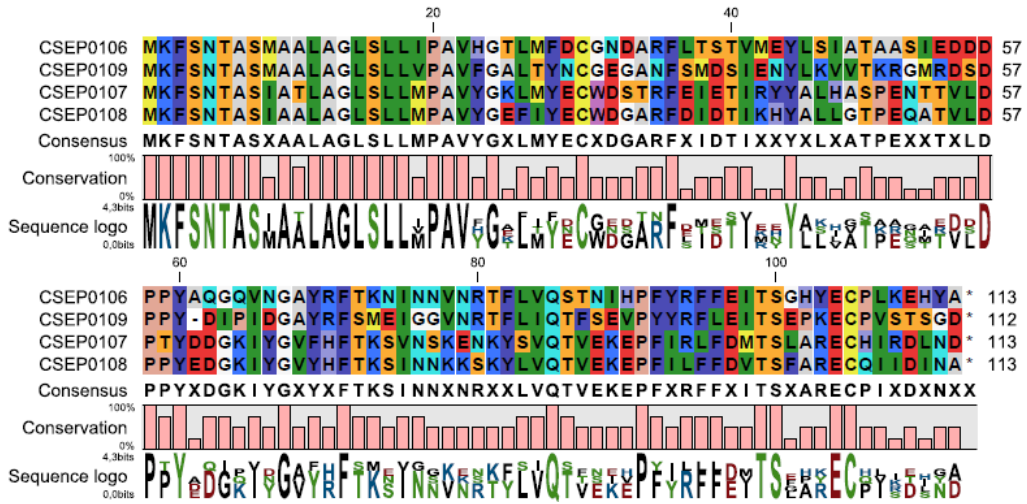 20 40
CSEP0106 MKFSNTASMAALAGLSLLIPAVHGTLMFDCGNDARFLTSTVMEYLSIATAASIEDDD 57
CSEP0109 MKFSNTASMAALAGLSLLVPAVFGALTYNCGEGANFSMDSIENYLKVVTKRGMRDSD 57
CSEP0107 MKFSNTASIATLAGLSLLMPAVYGKLMYECWDSTRFEIETIRYYALHASPENTTVLD 57
CSEP0108 MKFSNTASIAALAGLSLLMPAVYGEFIYECWDGARFDIDTIKHYALLGTPEQATVLD 57
Consensus MKFSNTASXAALAGLSLLMPAVYGXLMYECXDGARFXIDTIXXYXLXATPEXXTXLD
100%
Conservation
0%
4,3bits
Sequence logo
0,0bits
60 80 100
CSEP0106 PPYAQGQVNGAYRFTKNINNVNRTFLVQSTNIHPFYRFFEITSGHYECPLKEHYA* 113
CSEP0109 PPY-DIPIDGAYRFSMEIGGVNRTFLIQTFSEVPYYRFLEITSEPKECPVSTSGD* 112
CSEP0107 PTYDDGKIYGVFHFTKSVNSKENKYSVQTVEKEPFIRLFDMTSLARECHIRDLND* 113
CSEP0108 PPYEDGKIYGVYHFTKSINNKKSKYLVQTVEKEPFILFFDVTSFARECQIIDIND* 113
Consensus PPYXDGKIYGXYXFTKSINNKNRXXLVQTVEKEPFXRFFXITSXARECPIXDXNXX
100%
Conservation
0%
4,3bits
Sequence logo
0,0bits